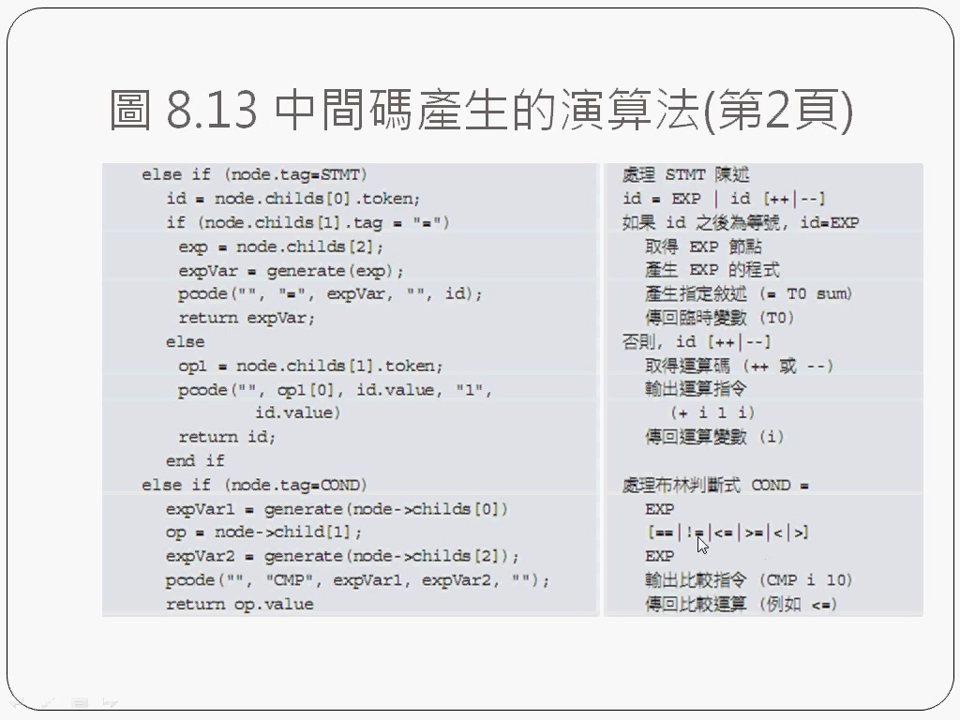 圖 8.13 中間碼產生的演算法(第2頁)
else if (node.tag=STMT) 處理 STMT 陳述
id = node.childs[0].token; id = EXP | id [++|--]
if (node.childs[1].tag = "=") 如果 id 之後為等號, id=EXP
exp = node.childs[2]; 取得 EXP 節點
expVar = generate(exp); 產生 EXP 的程式
pcode("", "=", expVar, "", id); 產生指定敘述 (= T0 sum)
return expVar; 傳回臨時變數 (T0)
else 否則, id [++|--]
op1 = node.childs[1].token; 取得運算碼 (++ 或 --)
pcode("", op1[0], id.value, "1", 輸出運算指令
id.value) (+ i 1 i)
return id; 傳回運算變數 (i)
end if
else if (node.tag=COND) 處理布林判斷式 COND =
expVar1 = generate(node->childs[0]) EXP
op = node->child[1]; [==|!=|<=|>=|<|>]
expVar2 = generate(node->childs[2]); EXP
pcode("", "CMP", expVar1, expVar2, ""); 輸出比較指令 (CMP i 10)
return op.value 傳回比較運算 (例如 <=)